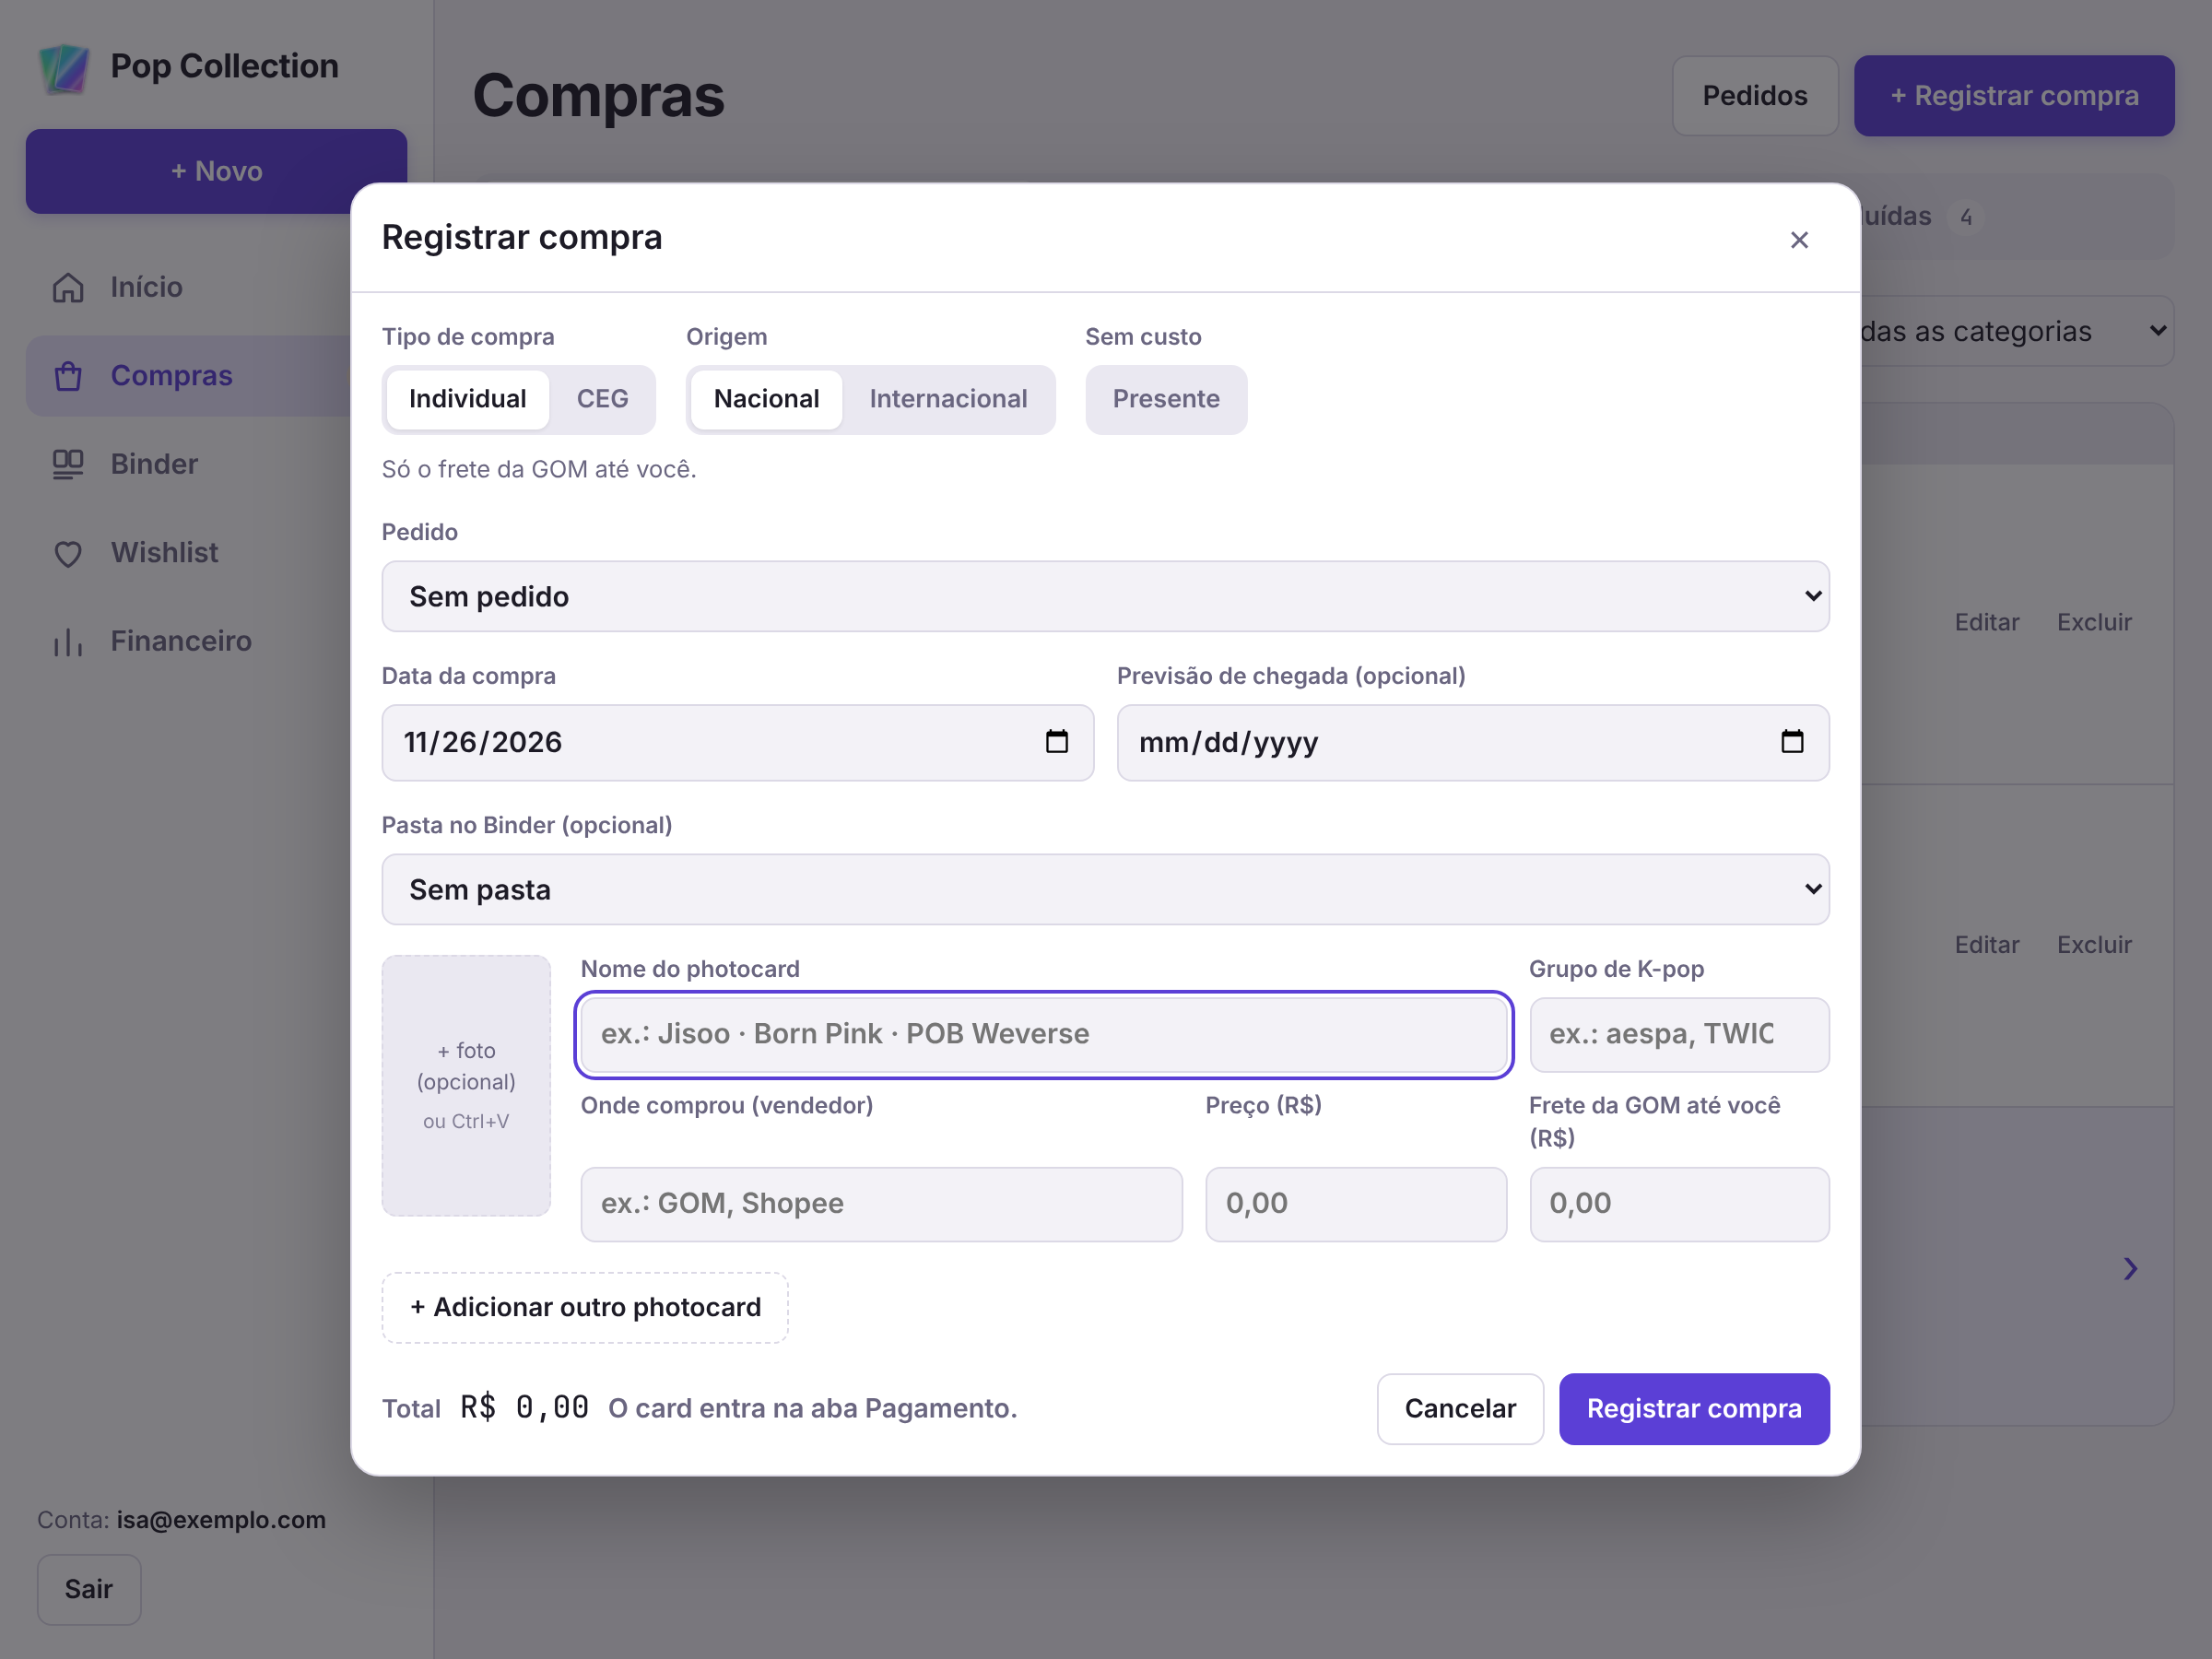 Pop Collection
+ Novo
Início
Compras
Binder
Wishlist
Financeiro
Conta: isa@exemplo.com
Sair
Compras
Pedidos
+ Registrar compra
4
as categorias
Editar Excluir
Editar Excluir
Registrar compra
×
Tipo de compra Origem Sem custo
Individual CEG Nacional Internacional Presente
Só o frete da GOM até você.
Pedido
Sem pedido
Data da compra Previsão de chegada (opcional)
11/26/2026 mm/dd/yyyy
Pasta no Binder (opcional)
Sem pasta
+ foto
(opcional)
ou Ctrl+V
Nome do photocard Grupo de K-pop
ex.: Jisoo · Born Pink · POB Weverse ex.: aespa, TWIC
Onde comprou (vendedor) Preço (R$) Frete da GOM até você
(R$)
ex.: GOM, Shopee 0,00 0,00
+ Adicionar outro photocard
Total R$ 0,00 O card entra na aba Pagamento.
Cancelar Registrar compra